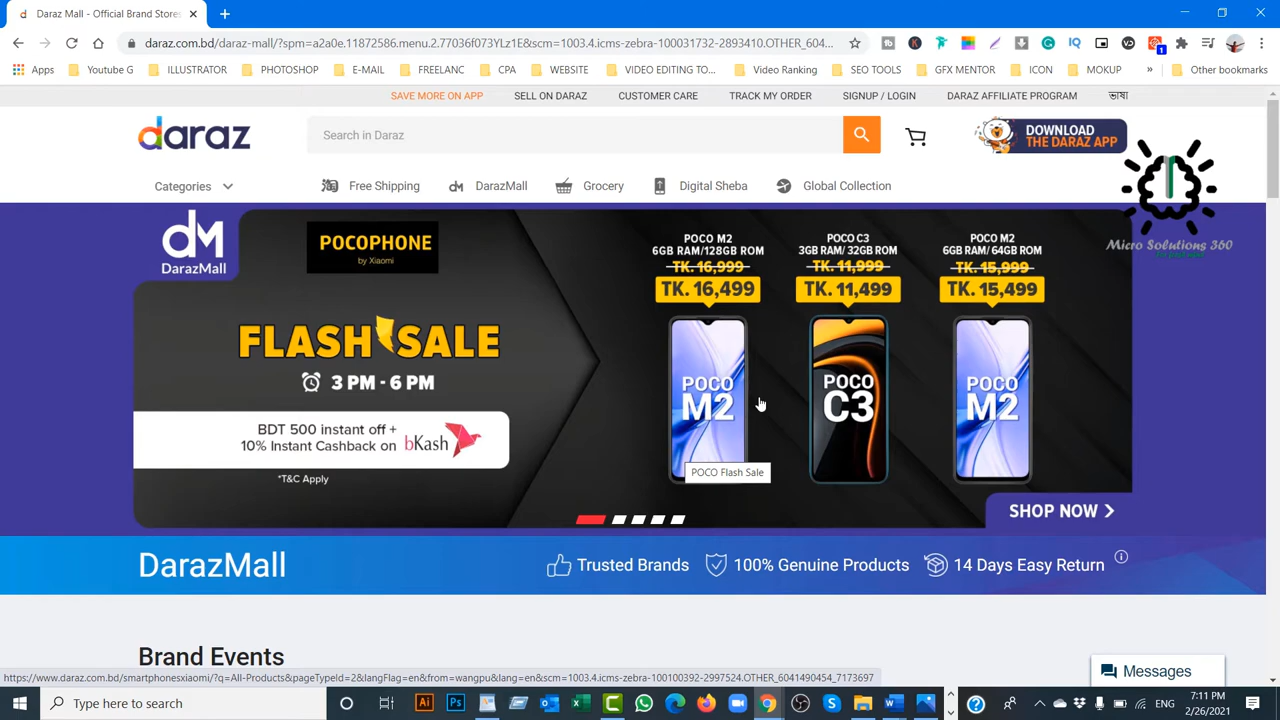 Daraz Mall - Official Brand Stores
daraz.com.bd/daraz-mall/?spm=a2a0e.11872586.menu.2.77036f073YLz1E&scm=1003.4.icms-zebra-100031732-2893410.OTHER_604...
Apps Youtube G ILLUSTRATOR PHOTOSHOP E-MAIL FREELANC CPA WEBSITE VIDEO EDITING TO... Video Ranking SEO TOOLS GFX MENTOR ICON MOKUP » Other bookmarks
SAVE MORE ON APP SELL ON DARAZ CUSTOMER CARE TRACK MY ORDER SIGNUP / LOGIN DARAZ AFFILIATE PROGRAM ভাষা
daraz
Search in Daraz
DOWNLOAD
THE DARAZ APP
Categories Free Shipping DarazMall Grocery Digital Sheba Global Collection
Micro Solutions 360
dM
DarazMall
POCOPHONE
by Xiaomi
POCO M2
6GB RAM/128GB ROM
TK. 16,999
TK. 16,499
POCO C3
3GB RAM/ 32GB ROM
TK. 11,999
TK. 11,499
POCO M2
6GB RAM/ 64GB ROM
TK. 15,999
TK. 15,499
FLASH SALE
3 PM - 6 PM
BDT 500 instant off +
10% Instant Cashback on bKash
*T&C Apply
POCO
M2
POCO
C3
POCO
M2
POCO Flash Sale
SHOP NOW
DarazMall Trusted Brands 100% Genuine Products 14 Days Easy Return
Brand Events
https://www.daraz.com.bd/smartphonesxiaomi/?q=All-Products&pageTypeId=2&langFlag=en&from=wangpu&lang=en&scm=1003.4.icms-zebra-100100392-2997524.OTHER_6041490454_7173697
Messages
Type here to search
ENG
7:11 PM
2/26/2021